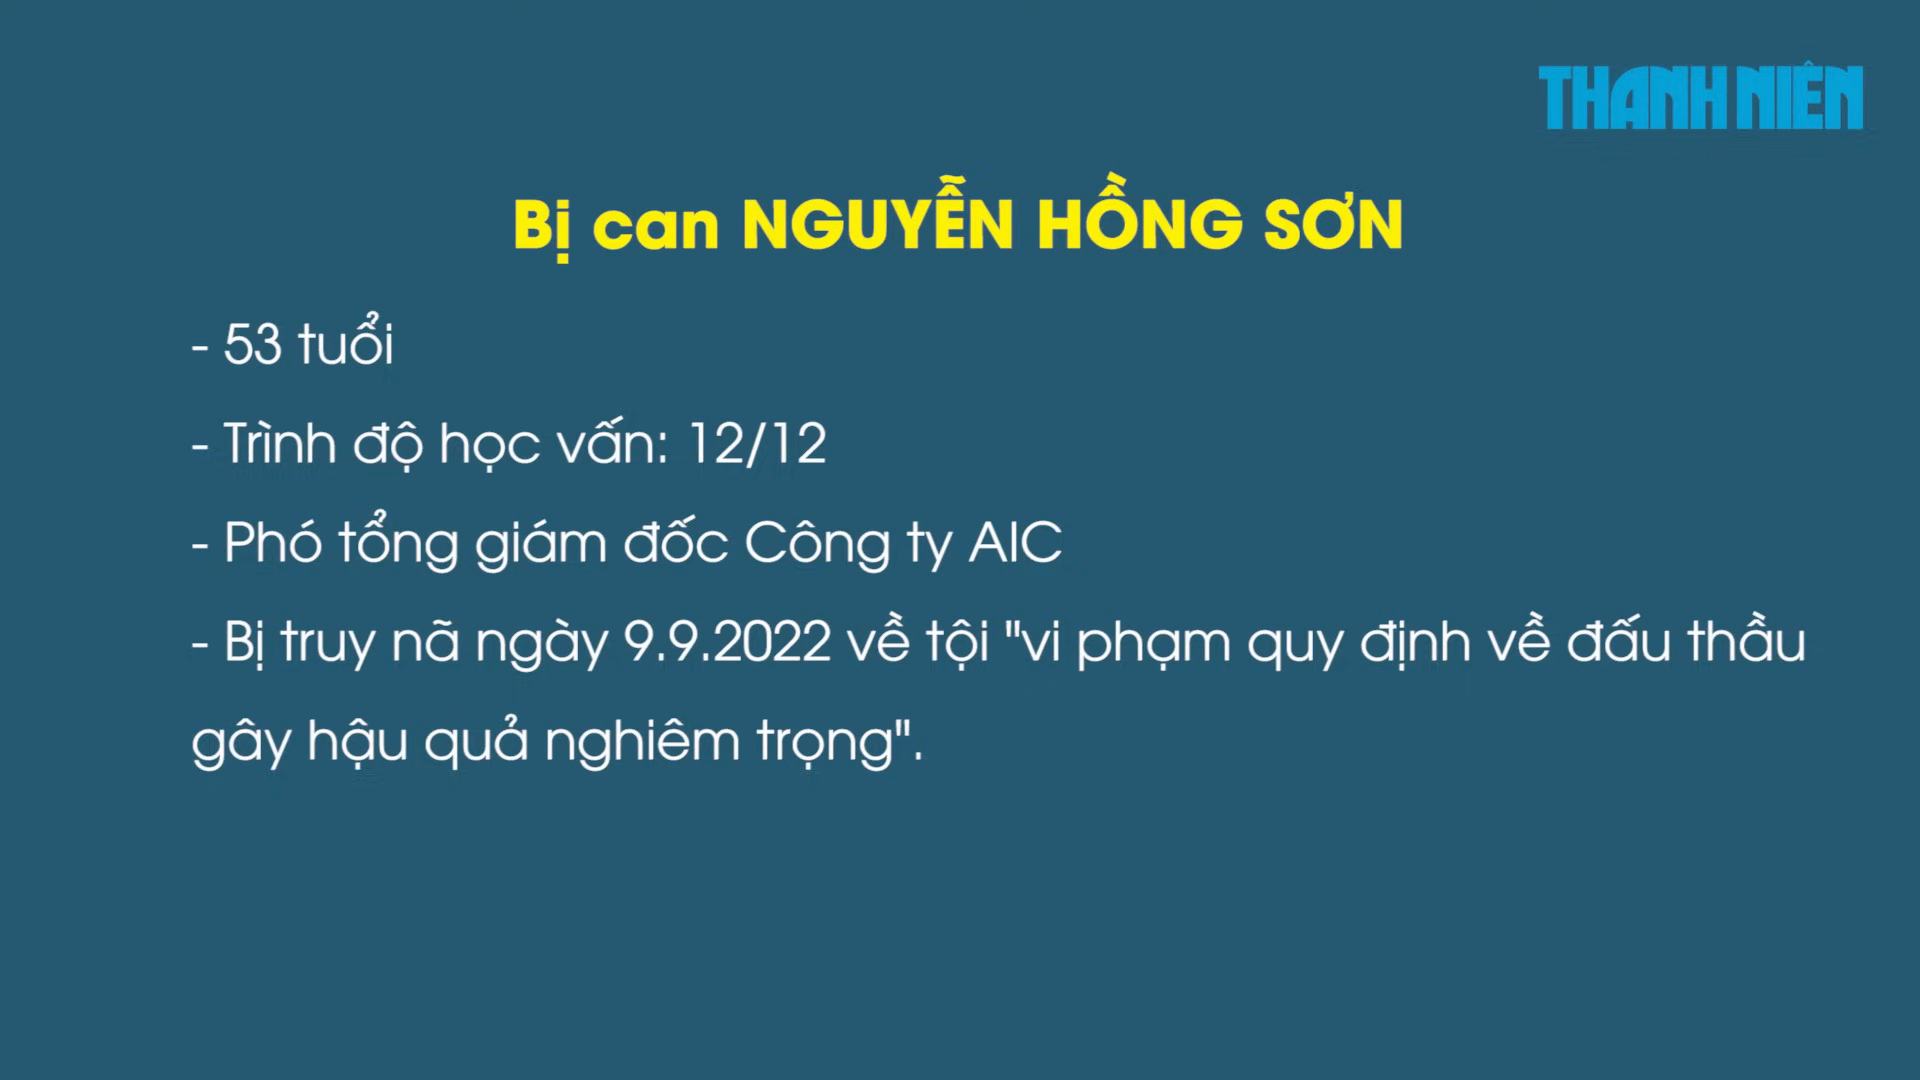 THANH NIÊN
Bị can NGUYỄN HỒNG SƠN
- 53 tuổi
- Trình độ học vấn: 12/12
- Phó tổng giám đốc Công ty AIC
- Bị truy nã ngày 9.9.2022 về tội "vi phạm quy định về đấu thầu
gây hậu quả nghiêm trọng".